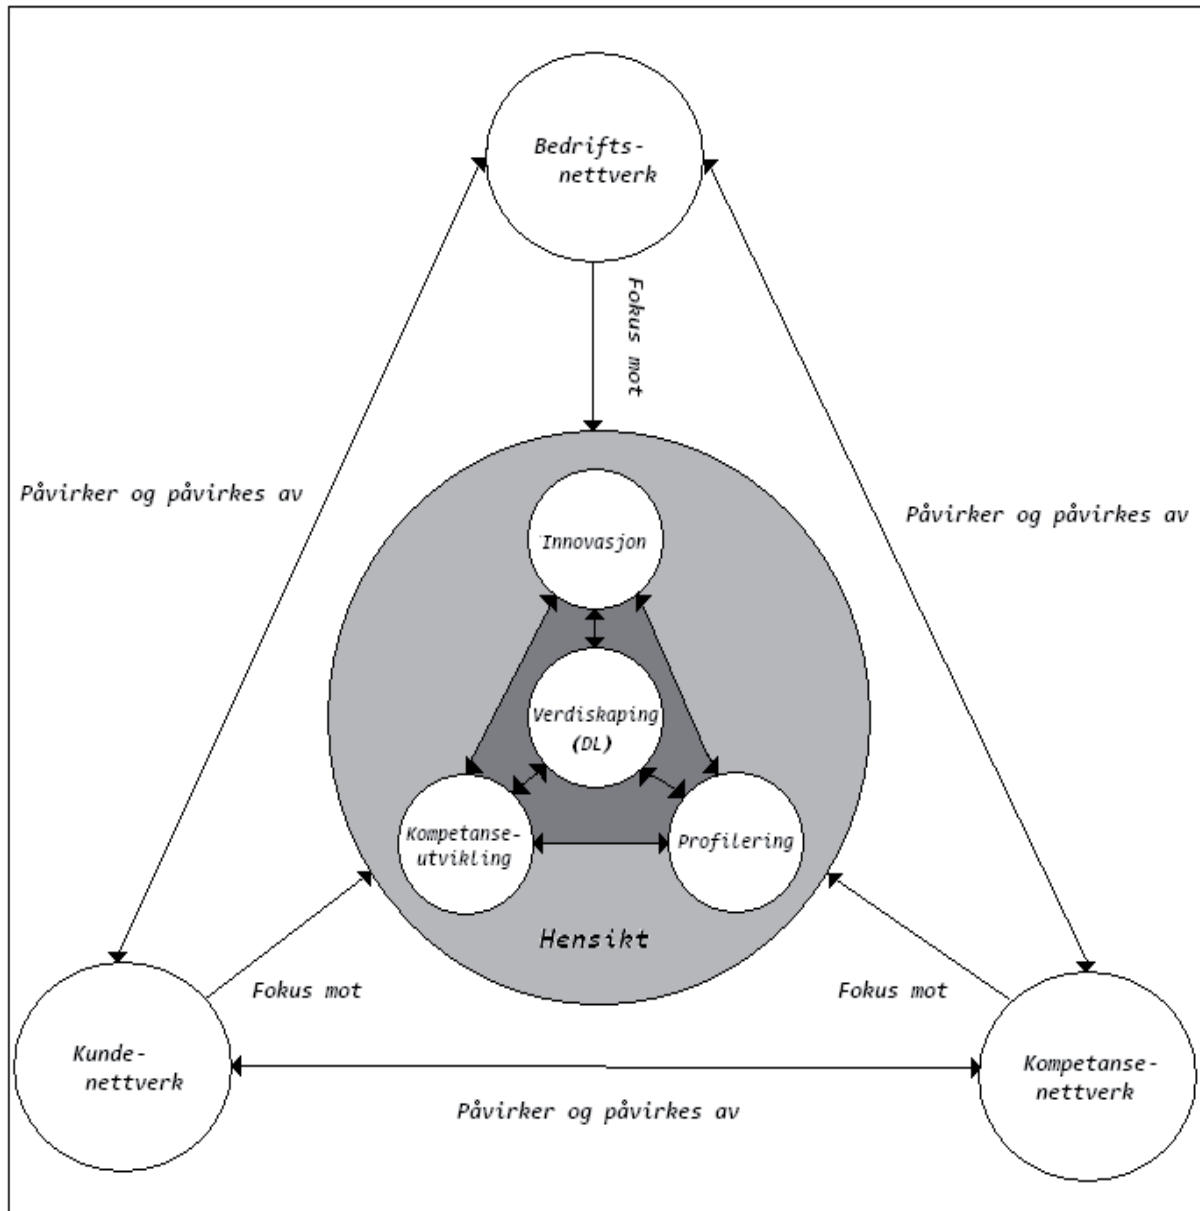 Bedrifts-
nettverk
Fokus mot
Påvirker og påvirkes av
Påvirker og påvirkes av
Innovasjon
Verdiskaping
(DL)
Kompetanse-
utvikling
Profilering
Hensikt
Fokus mot
Fokus mot
Kunde-
nettverk
Kompetanse-
nettverk
Påvirker og påvirkes av